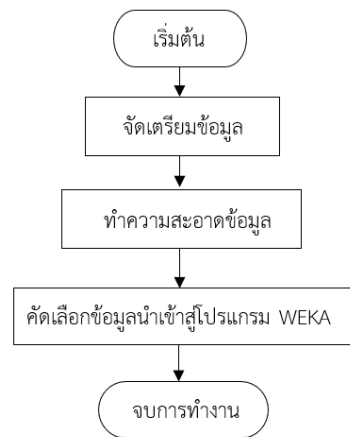 เริ่มต้น
จัดเตรียมข้อมูล
ทำความสะอาดข้อมูล
คัดเลือกข้อมูลนำเข้าสู่โปรแกรม WEKA
จบการทำงาน